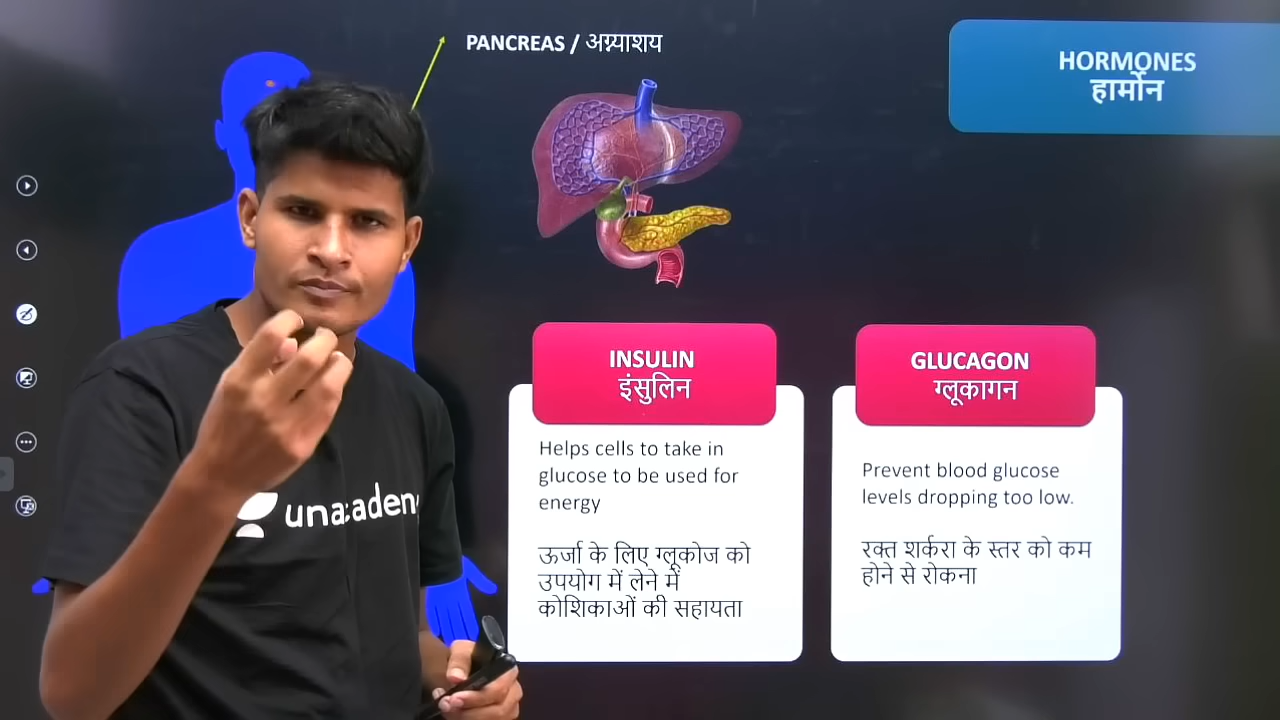 PANCREAS / अग्न्याशय
HORMONES
हार्मोन
INSULIN
इंसुलिन
Helps cells to take in
glucose to be used for
energy
ऊर्जा के लिए ग्लूकोज को
उपयोग में लेने में
कोशिकाओं की सहायता
GLUCAGON
ग्लूकागन
Prevent blood glucose
levels dropping too low.
रक्त शर्करा के स्तर को कम
होने से रोकना